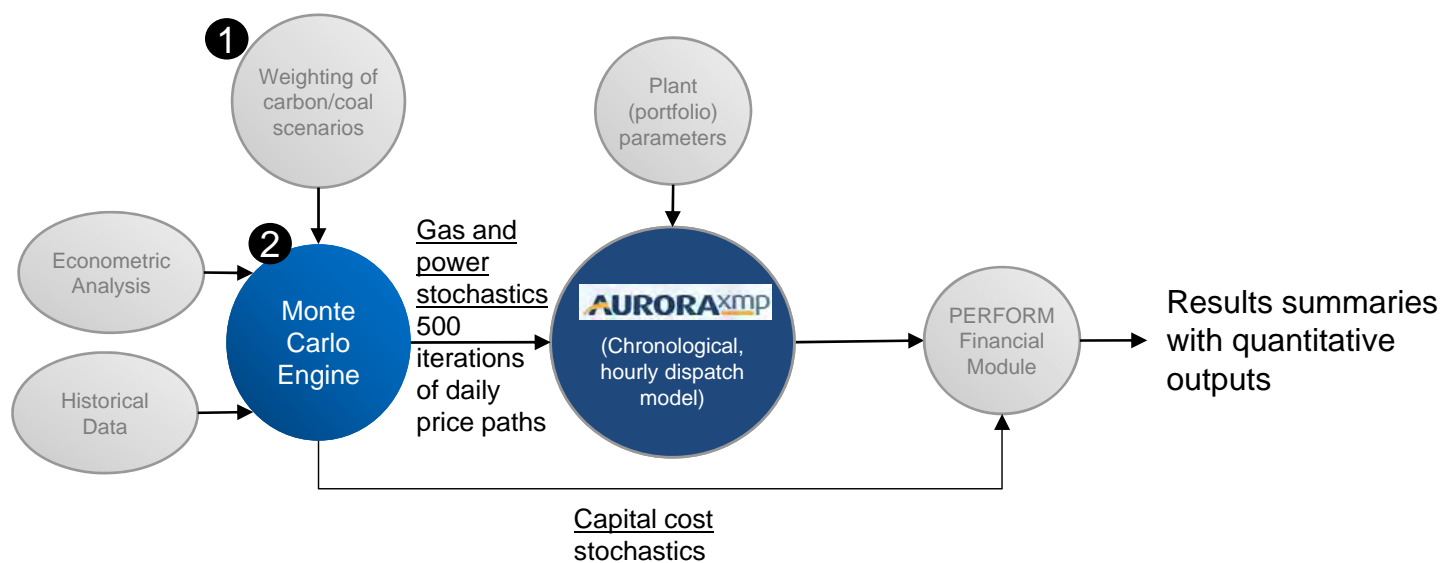 1
Weighting of
carbon/coal
scenarios
Plant
(portfolio)
parameters
Econometric
Analysis
Historical
Data
2
Monte
Carlo
Engine
Gas and
power
stochastics
500
iterations
of daily
price paths
AURORAxmp
(Chronological,
hourly dispatch
model)
PERFORM
Financial
Module
Results summaries
with quantitative
outputs
Capital cost
stochastics